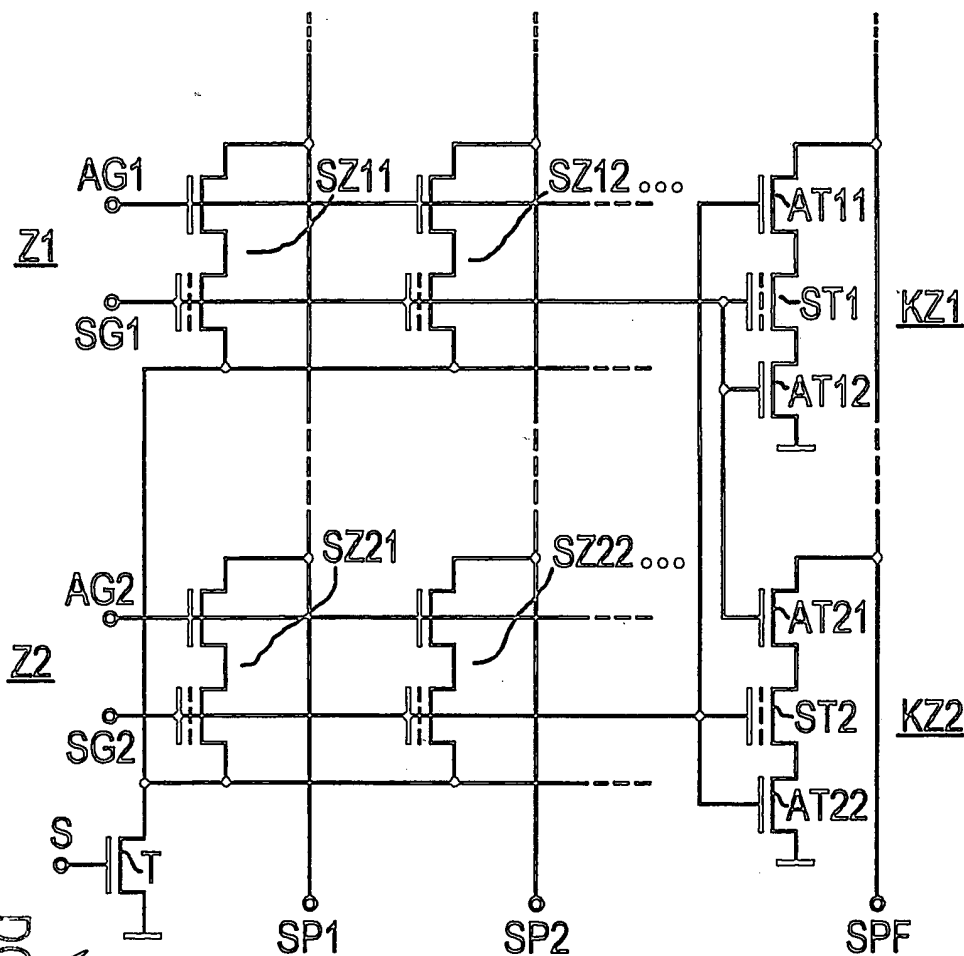 AG1
SZ11
SZ12...
AT11
Z1
SG1
ST1
KZ1
AT12
AG2
SZ21
SZ22...
AT21
Z2
SG2
ST2
KZ2
AT22
S
T
SP1
SP2
SPF